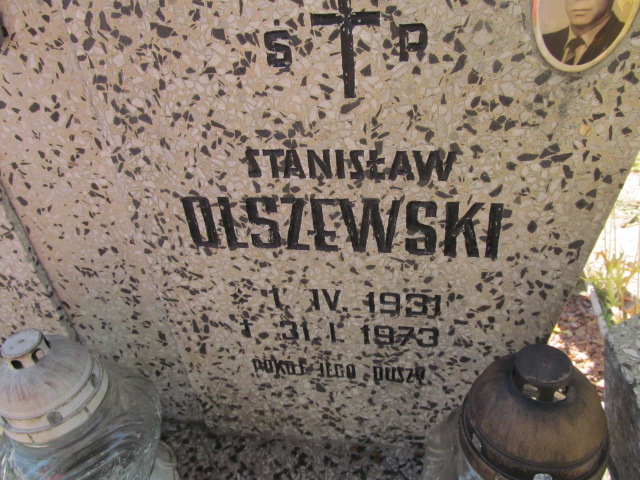 Ś P
STANISŁAW
OLSZEWSKI
* 1. IV. 1931
† 31. I. 1973
POKÓJ JEGO DUSZY